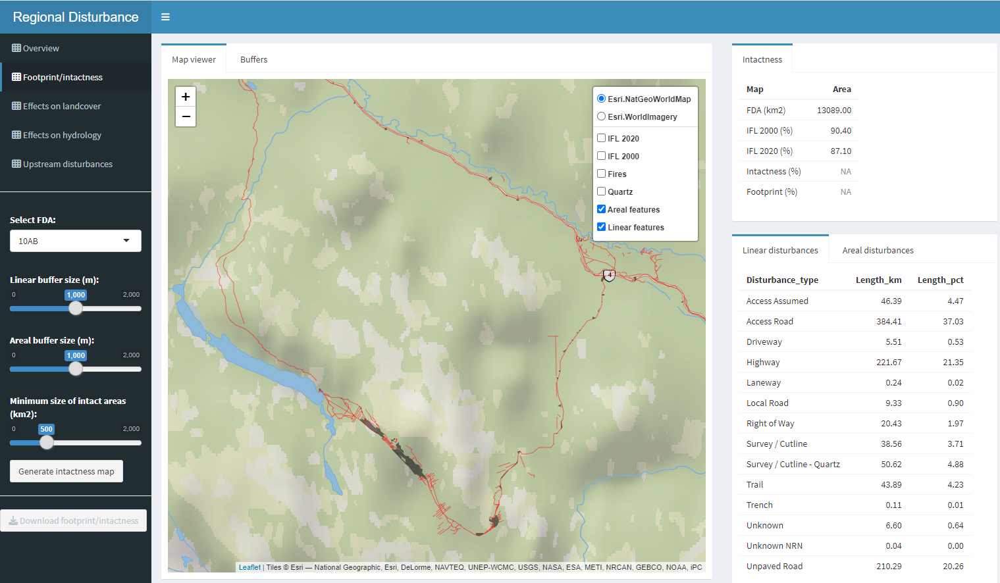 Regional Disturbance
Overview
Footprint/intactness
Effects on landcover
Effects on hydrology
Upstream disturbances
Select FDA:
10AB
Linear buffer size (m):
0 1,000 2,000
Areal buffer size (m):
0 1,000 2,000
Minimum size of intact areas
(km2):
0 500 2,000
Generate intactness map
Download footprint/intactness
Map viewer Buffers
+
−
Esri.NatGeoWorldMap
Esri.WorldImagery
IFL 2020
IFL 2000
Fires
Quartz
Areal features
Linear features
4
Leaflet | Tiles © Esri — National Geographic, Esri, DeLorme, NAVTEQ, UNEP-WCMC, USGS, NASA, ESA, METI, NRCAN, GEBCO, NOAA, iPC
Intactness
Map Area
FDA (km2) 13089.00
IFL 2000 (%) 90.40
IFL 2020 (%) 87.10
Intactness (%) NA
Footprint (%) NA
Linear disturbances Areal disturbances
Disturbance_type Length_km Length_pct
Access Assumed 46.39 4.47
Access Road 384.41 37.03
Driveway 5.51 0.53
Highway 221.67 21.35
Laneway 0.24 0.02
Local Road 9.33 0.90
Right of Way 20.43 1.97
Survey / Cutline 38.56 3.71
Survey / Cutline - Quartz 50.62 4.88
Trail 43.89 4.23
Trench 0.11 0.01
Unknown 6.60 0.64
Unknown NRN 0.04 0.00
Unpaved Road 210.29 20.26